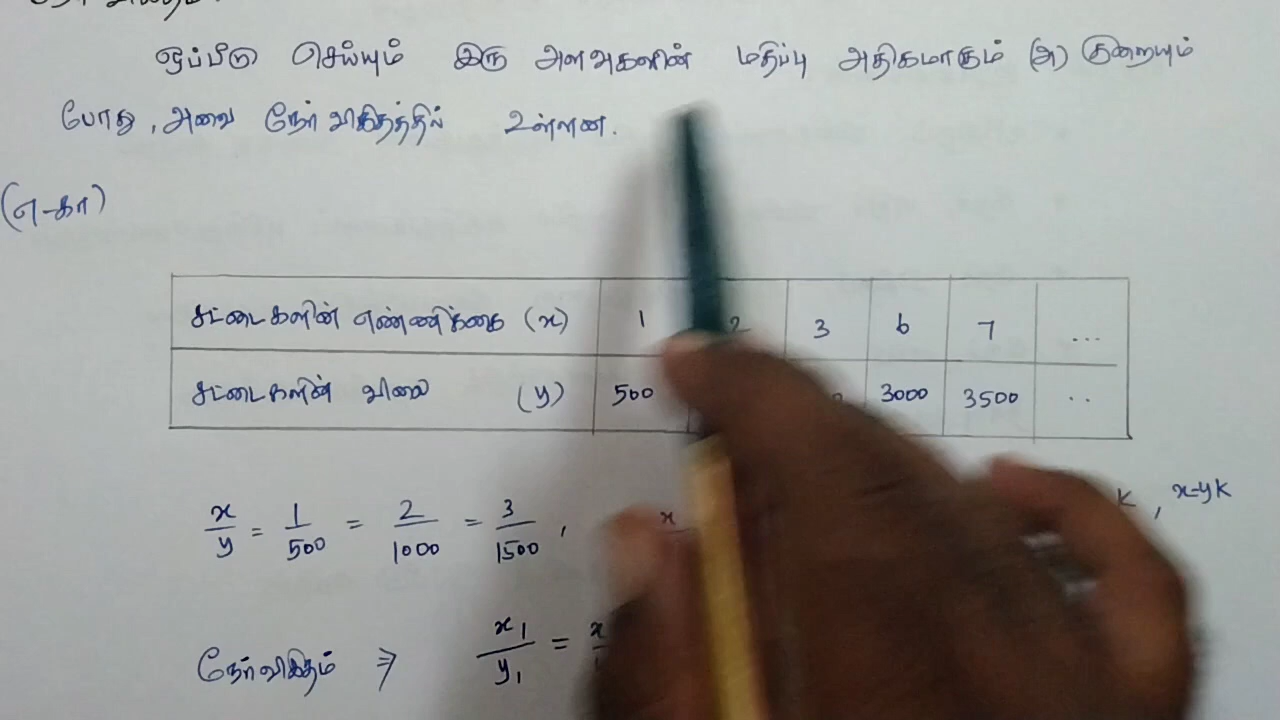 ஒப்பீடு செய்யும் இரு அளவுகளின் மதிப்பு அதிகமாகும் (அ) குறையும்
போது, அவை நேர் விகிதத்தில் உள்ளன.
(எ-கா)
சட்டைகளின் எண்ணிக்கை (x) 1 2 3 6 7 ...
சட்டைகளின் விலை (y) 500 3000 3500 ..
x/y = 1/500 = 2/1000 = 3/1500, x k, x=yk
நேர்விகிதம் ⇒ x1/y1 = x